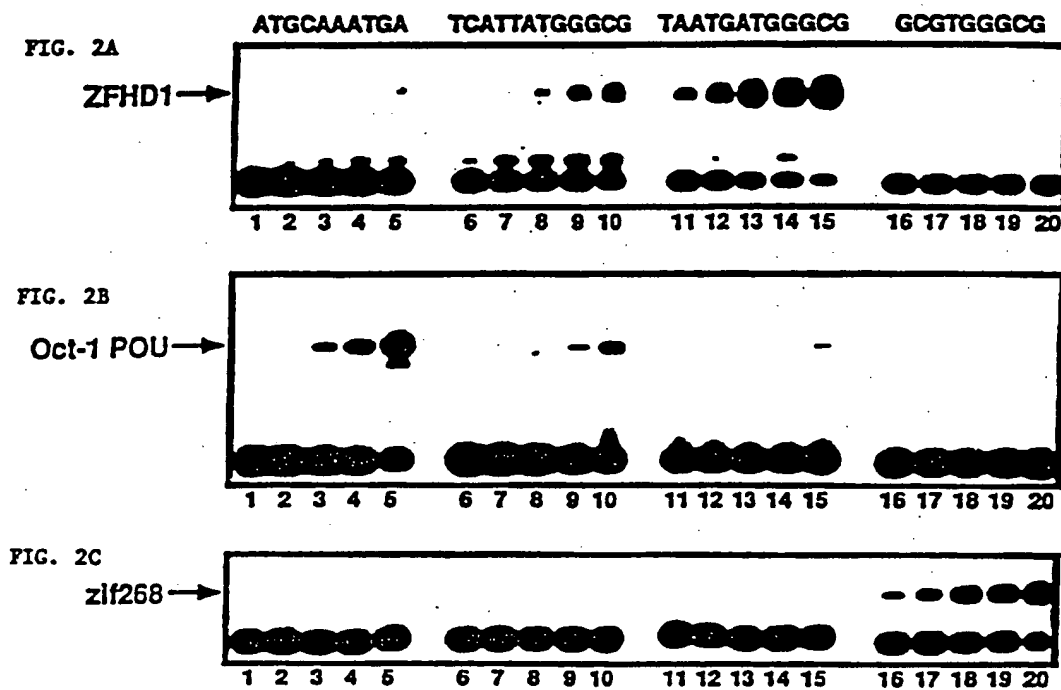 ATGCAAATGA TCATTATGGGCG TAATGATGGGCG GCGTGGGCG
FIG. 2A
ZFHD1
1 2 3 4 5 6 7 8 9 10 11 12 13 14 15 16 17 18 19 20
FIG. 2B
Oct-1 POU
1 2 3 4 5 6 7 8 9 10 11 12 13 14 15 16 17 18 19 20
FIG. 2C
zif268
1 2 3 4 5 6 7 8 9 10 11 12 13 14 15 16 17 18 19 20